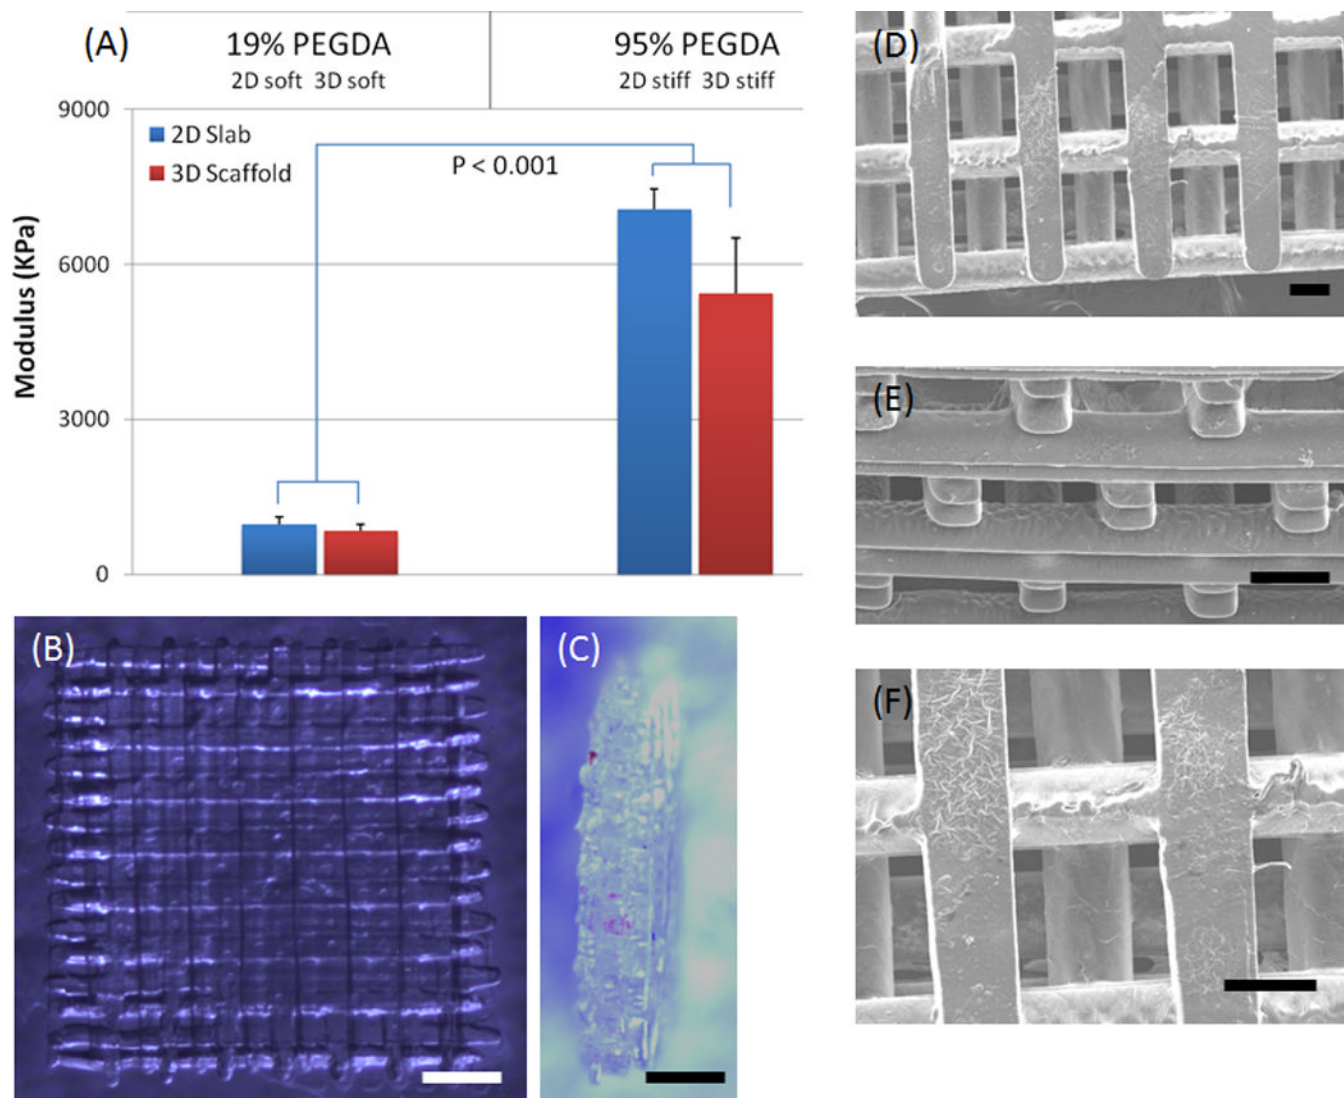 (A)
19% PEGDA
95% PEGDA
2D soft 3D soft
2D stiff 3D stiff
9000
2D Slab
3D Scaffold
P < 0.001
6000
3000
0
Modulus (KPa)
(B)
(C)
(D)
(E)
(F)